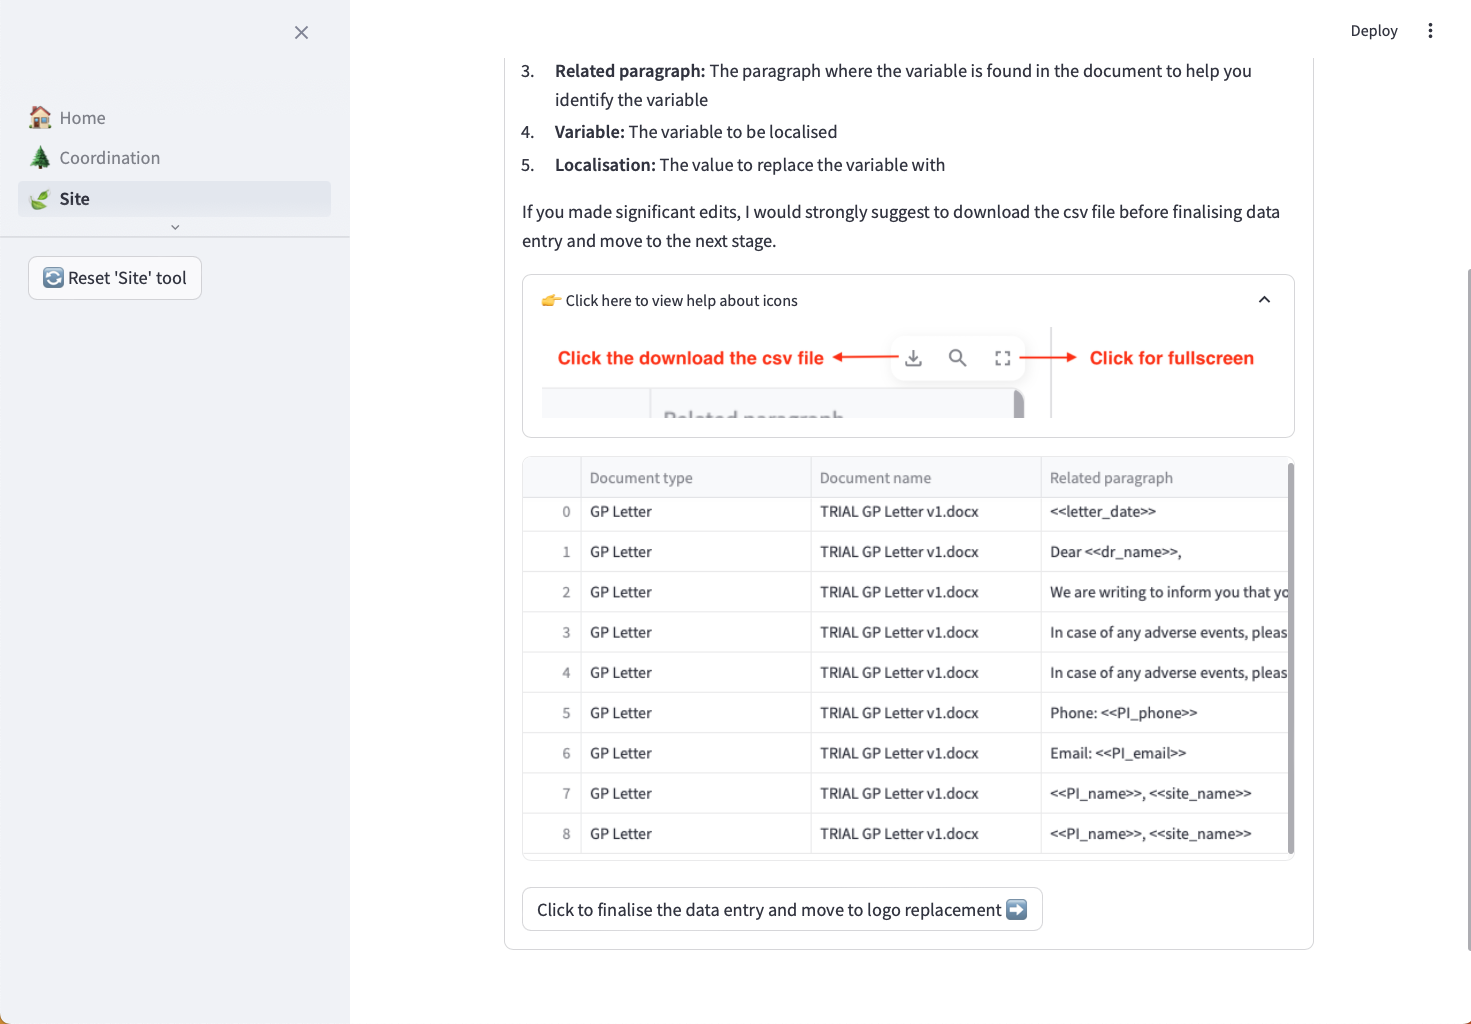 Deploy
Home
Coordination
Site
Reset 'Site' tool
3. Related paragraph: The paragraph where the variable is found in the document to help you
identify the variable
4. Variable: The variable to be localised
5. Localisation: The value to replace the variable with
If you made significant edits, I would strongly suggest to download the csv file before finalising data
entry and move to the next stage.
Click here to view help about icons
Click the download the csv file Click for fullscreen
Related paragraph
Document type Document name Related paragraph
0 GP Letter TRIAL GP Letter v1.docx <<letter_date>>
1 GP Letter TRIAL GP Letter v1.docx Dear <<dr_name>>,
2 GP Letter TRIAL GP Letter v1.docx We are writing to inform you that yo
3 GP Letter TRIAL GP Letter v1.docx In case of any adverse events, pleas
4 GP Letter TRIAL GP Letter v1.docx In case of any adverse events, pleas
5 GP Letter TRIAL GP Letter v1.docx Phone: <<PI_phone>>
6 GP Letter TRIAL GP Letter v1.docx Email: <<PI_email>>
7 GP Letter TRIAL GP Letter v1.docx <<PI_name>>, <<site_name>>
8 GP Letter TRIAL GP Letter v1.docx <<PI_name>>, <<site_name>>
Click to finalise the data entry and move to logo replacement